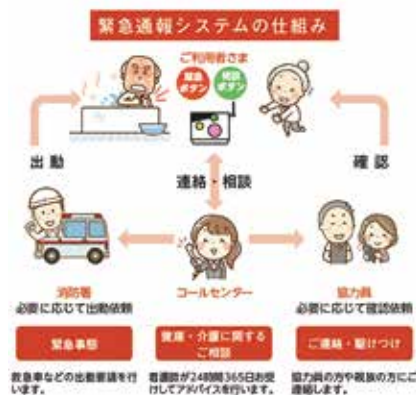 緊急通報システムの仕組み
ご利用者さま
緊急
ボタン
相談
ボタン
出動
連絡・相談
確認
消防署
必要に応じて出動依頼
コールセンター
協力員
必要に応じて確認依頼
緊急事態
健康・介護に関する
ご相談
ご連絡・駆けつけ
救急車などの出動要請を行
います。
看護師が24時間365日お受
けしてアドバイスを行います。
協力員の方や親族の方にご
連絡します。